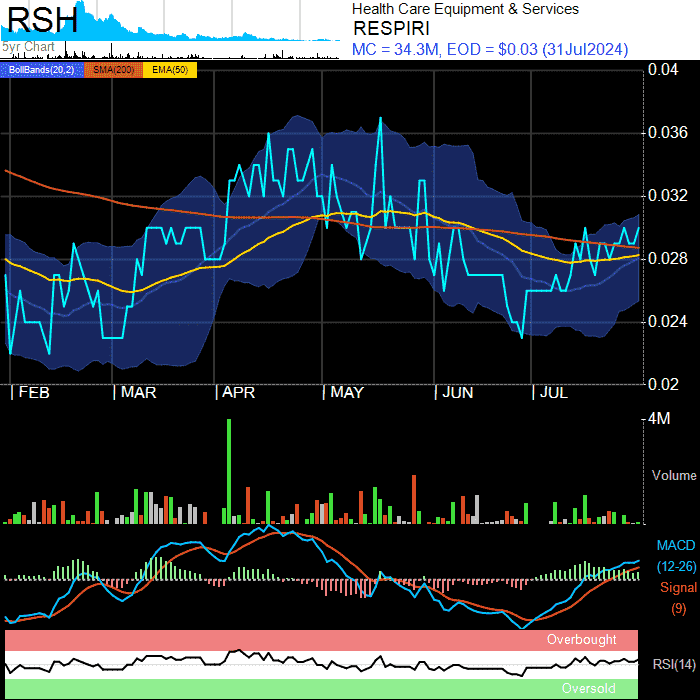 RSH
5yr Chart
Health Care Equipment & Services
RESPIRI
MC = 34.3M, EOD = $0.03 (31Jul2024)
BollBands(20,2) SMA(200) EMA(50)
0.04
0.036
0.032
0.028
0.024
0.02
FEB MAR APR MAY JUN JUL
4M
Volume
MACD
(12-26)
Signal
(9)
Overbought
RSI(14)
Oversold